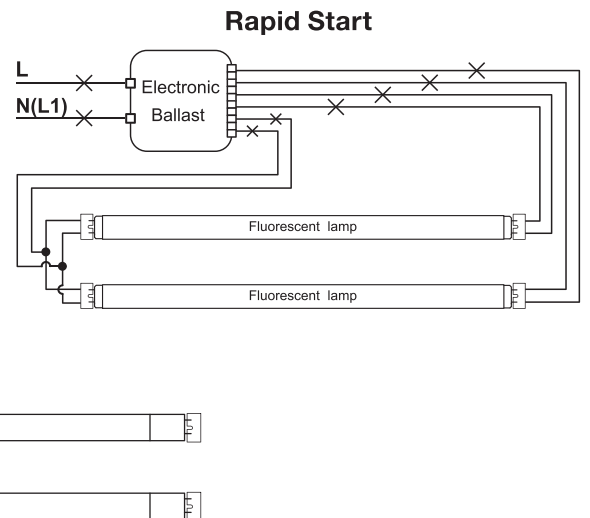 Rapid Start
L
N(L1)
Electronic
Ballast
Fluorescent lamp
Fluorescent lamp